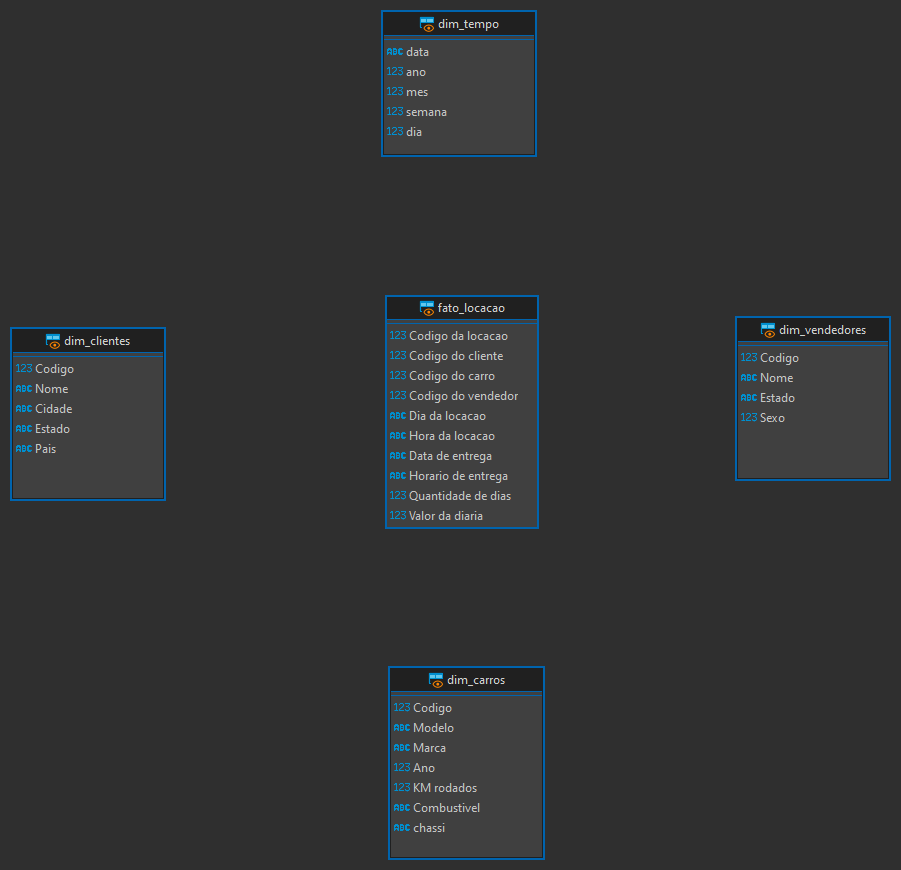 dim_tempo
ABC data
123 ano
123 mes
123 semana
123 dia
fato_locacao
123 Codigo da locacao
123 Codigo do cliente
123 Codigo do carro
123 Codigo do vendedor
ABC Dia da locacao
ABC Hora da locacao
ABC Data de entrega
ABC Horario de entrega
123 Quantidade de dias
123 Valor da diaria
dim_clientes
123 Codigo
ABC Nome
ABC Cidade
ABC Estado
ABC Pais
dim_vendedores
123 Codigo
ABC Nome
ABC Estado
123 Sexo
dim_carros
123 Codigo
ABC Modelo
ABC Marca
123 Ano
123 KM rodados
ABC Combustivel
ABC chassi